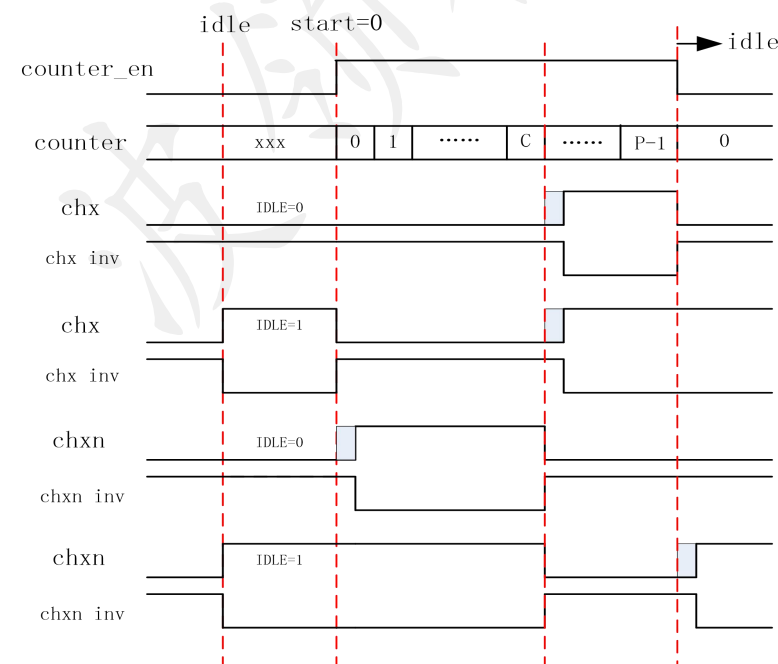 idle start=0
idle
counter_en
counter xxx 0 1 …… C …… P-1 0
chx IDLE=0
chx inv
chx IDLE=1
chx inv
chxn IDLE=0
chxn inv
chxn IDLE=1
chxn inv